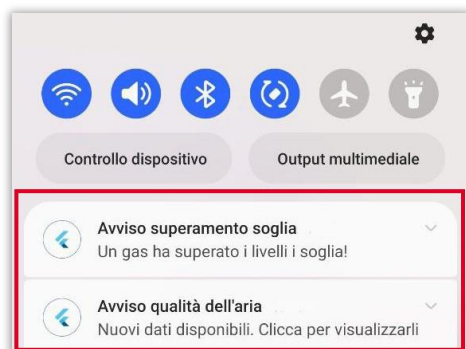 Controllo dispositivo Output multimediale
Avviso superamento soglia
Un gas ha superato i livelli i soglia!
Avviso qualità dell'aria
Nuovi dati disponibili. Clicca per visualizzarli